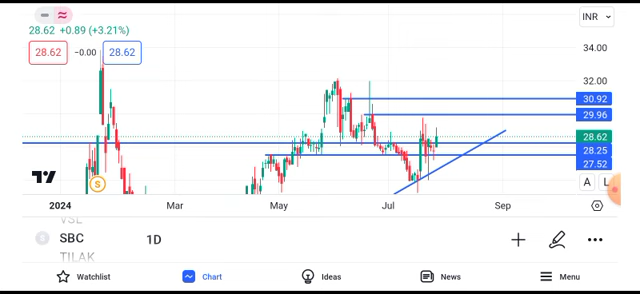 INR
28.62 +0.89 (+3.21%)
34.00
28.62 −0.00 28.62
32.00
30.92
29.96
28.62
28.25
27.52
S
A L
2024 Mar May Jul Sep
VSL
SBC 1D
TILAK
Watchlist Chart Ideas News Menu